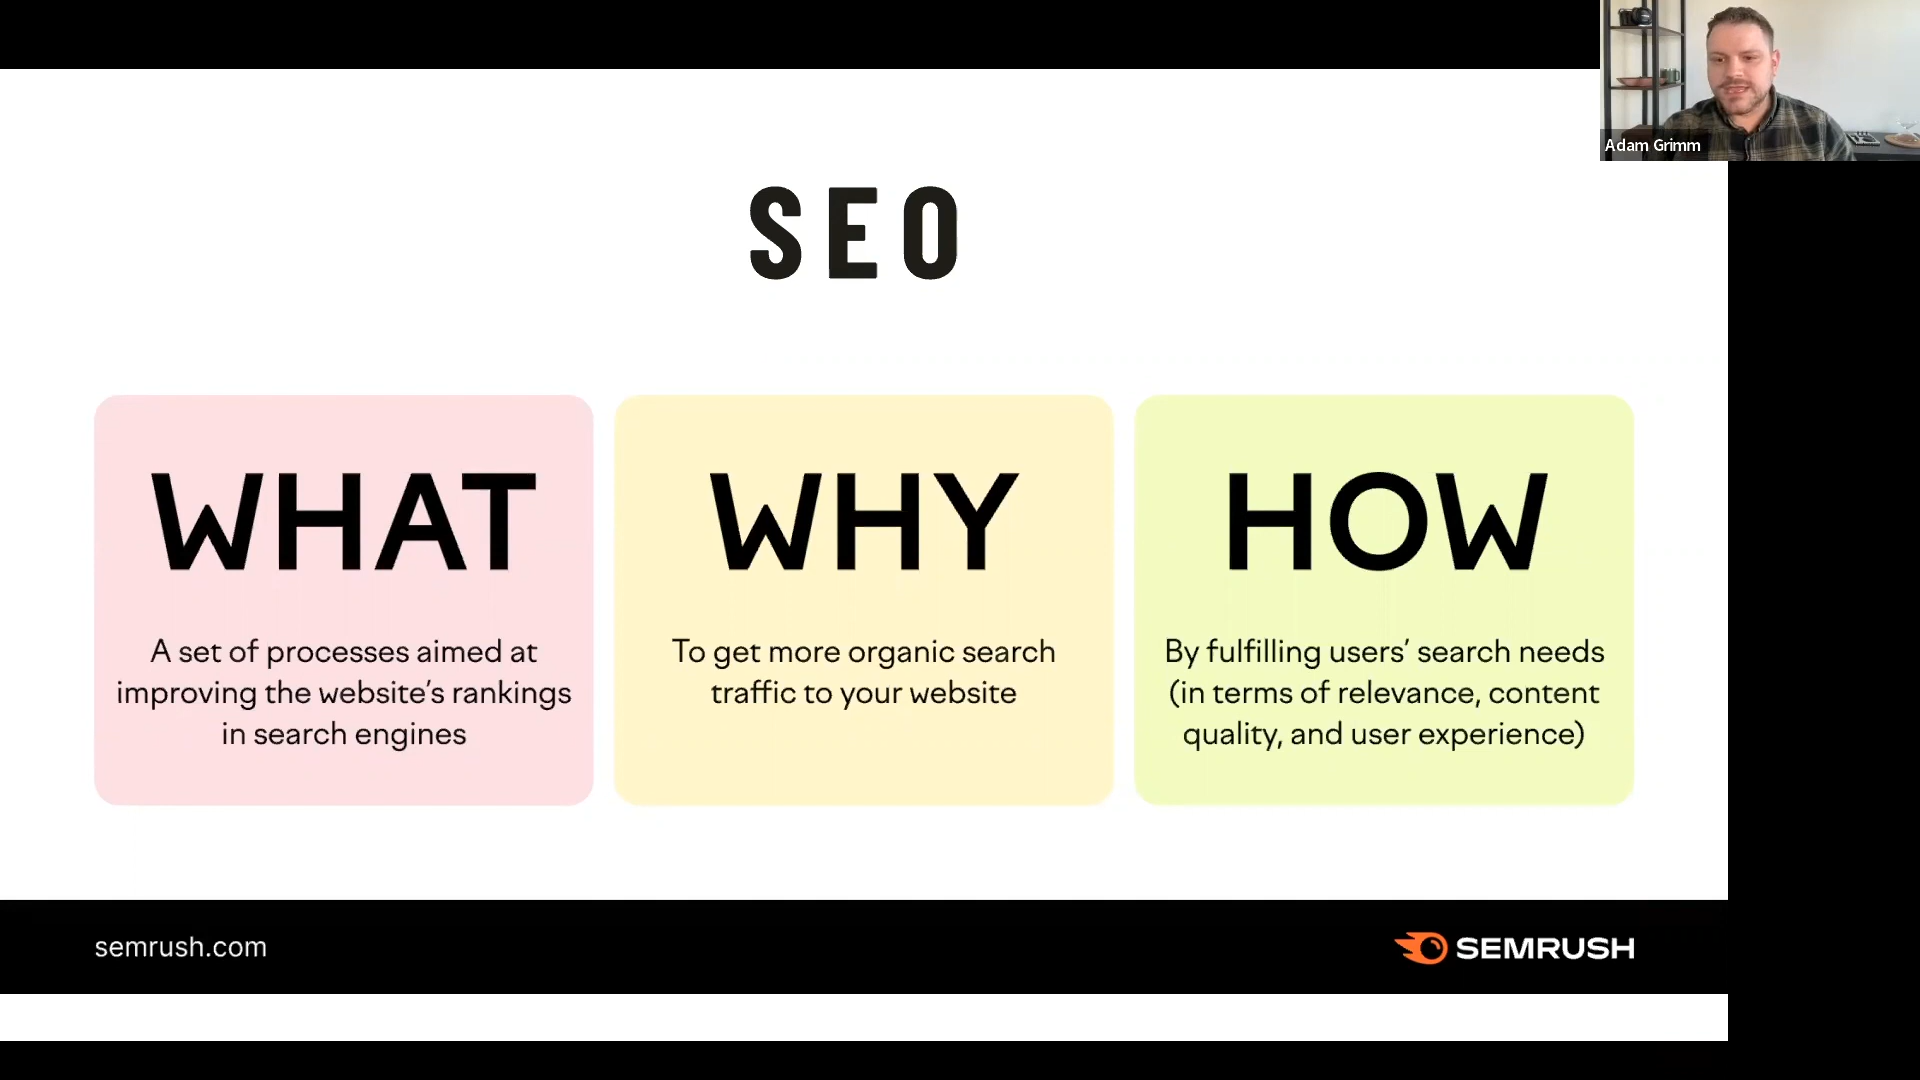 Adam Grimm
SEO
WHAT
A set of processes aimed at
improving the website's rankings
in search engines
WHY
To get more organic search
traffic to your website
HOW
By fulfilling users' search needs
(in terms of relevance, content
quality, and user experience)
semrush.com
SEMRUSH